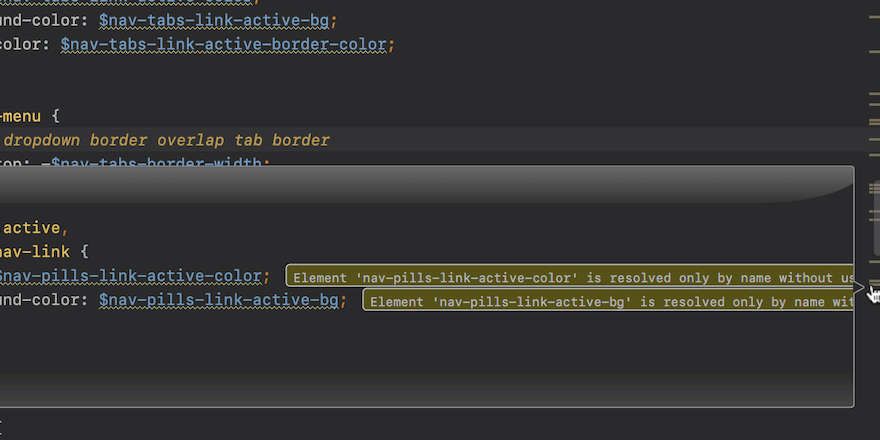 und-color: $nav-tabs-link-active-bg;
color: $nav-tabs-link-active-border-color;
-menu {
dropdown border overlap tab border
top: -$nav-tabs-border-width;
active,
nav-link {
$nav-pills-link-active-color; Element 'nav-pills-link-active-color' is resolved only by name without us
und-color: $nav-pills-link-active-bg; Element 'nav-pills-link-active-bg' is resolved only by name wit
{